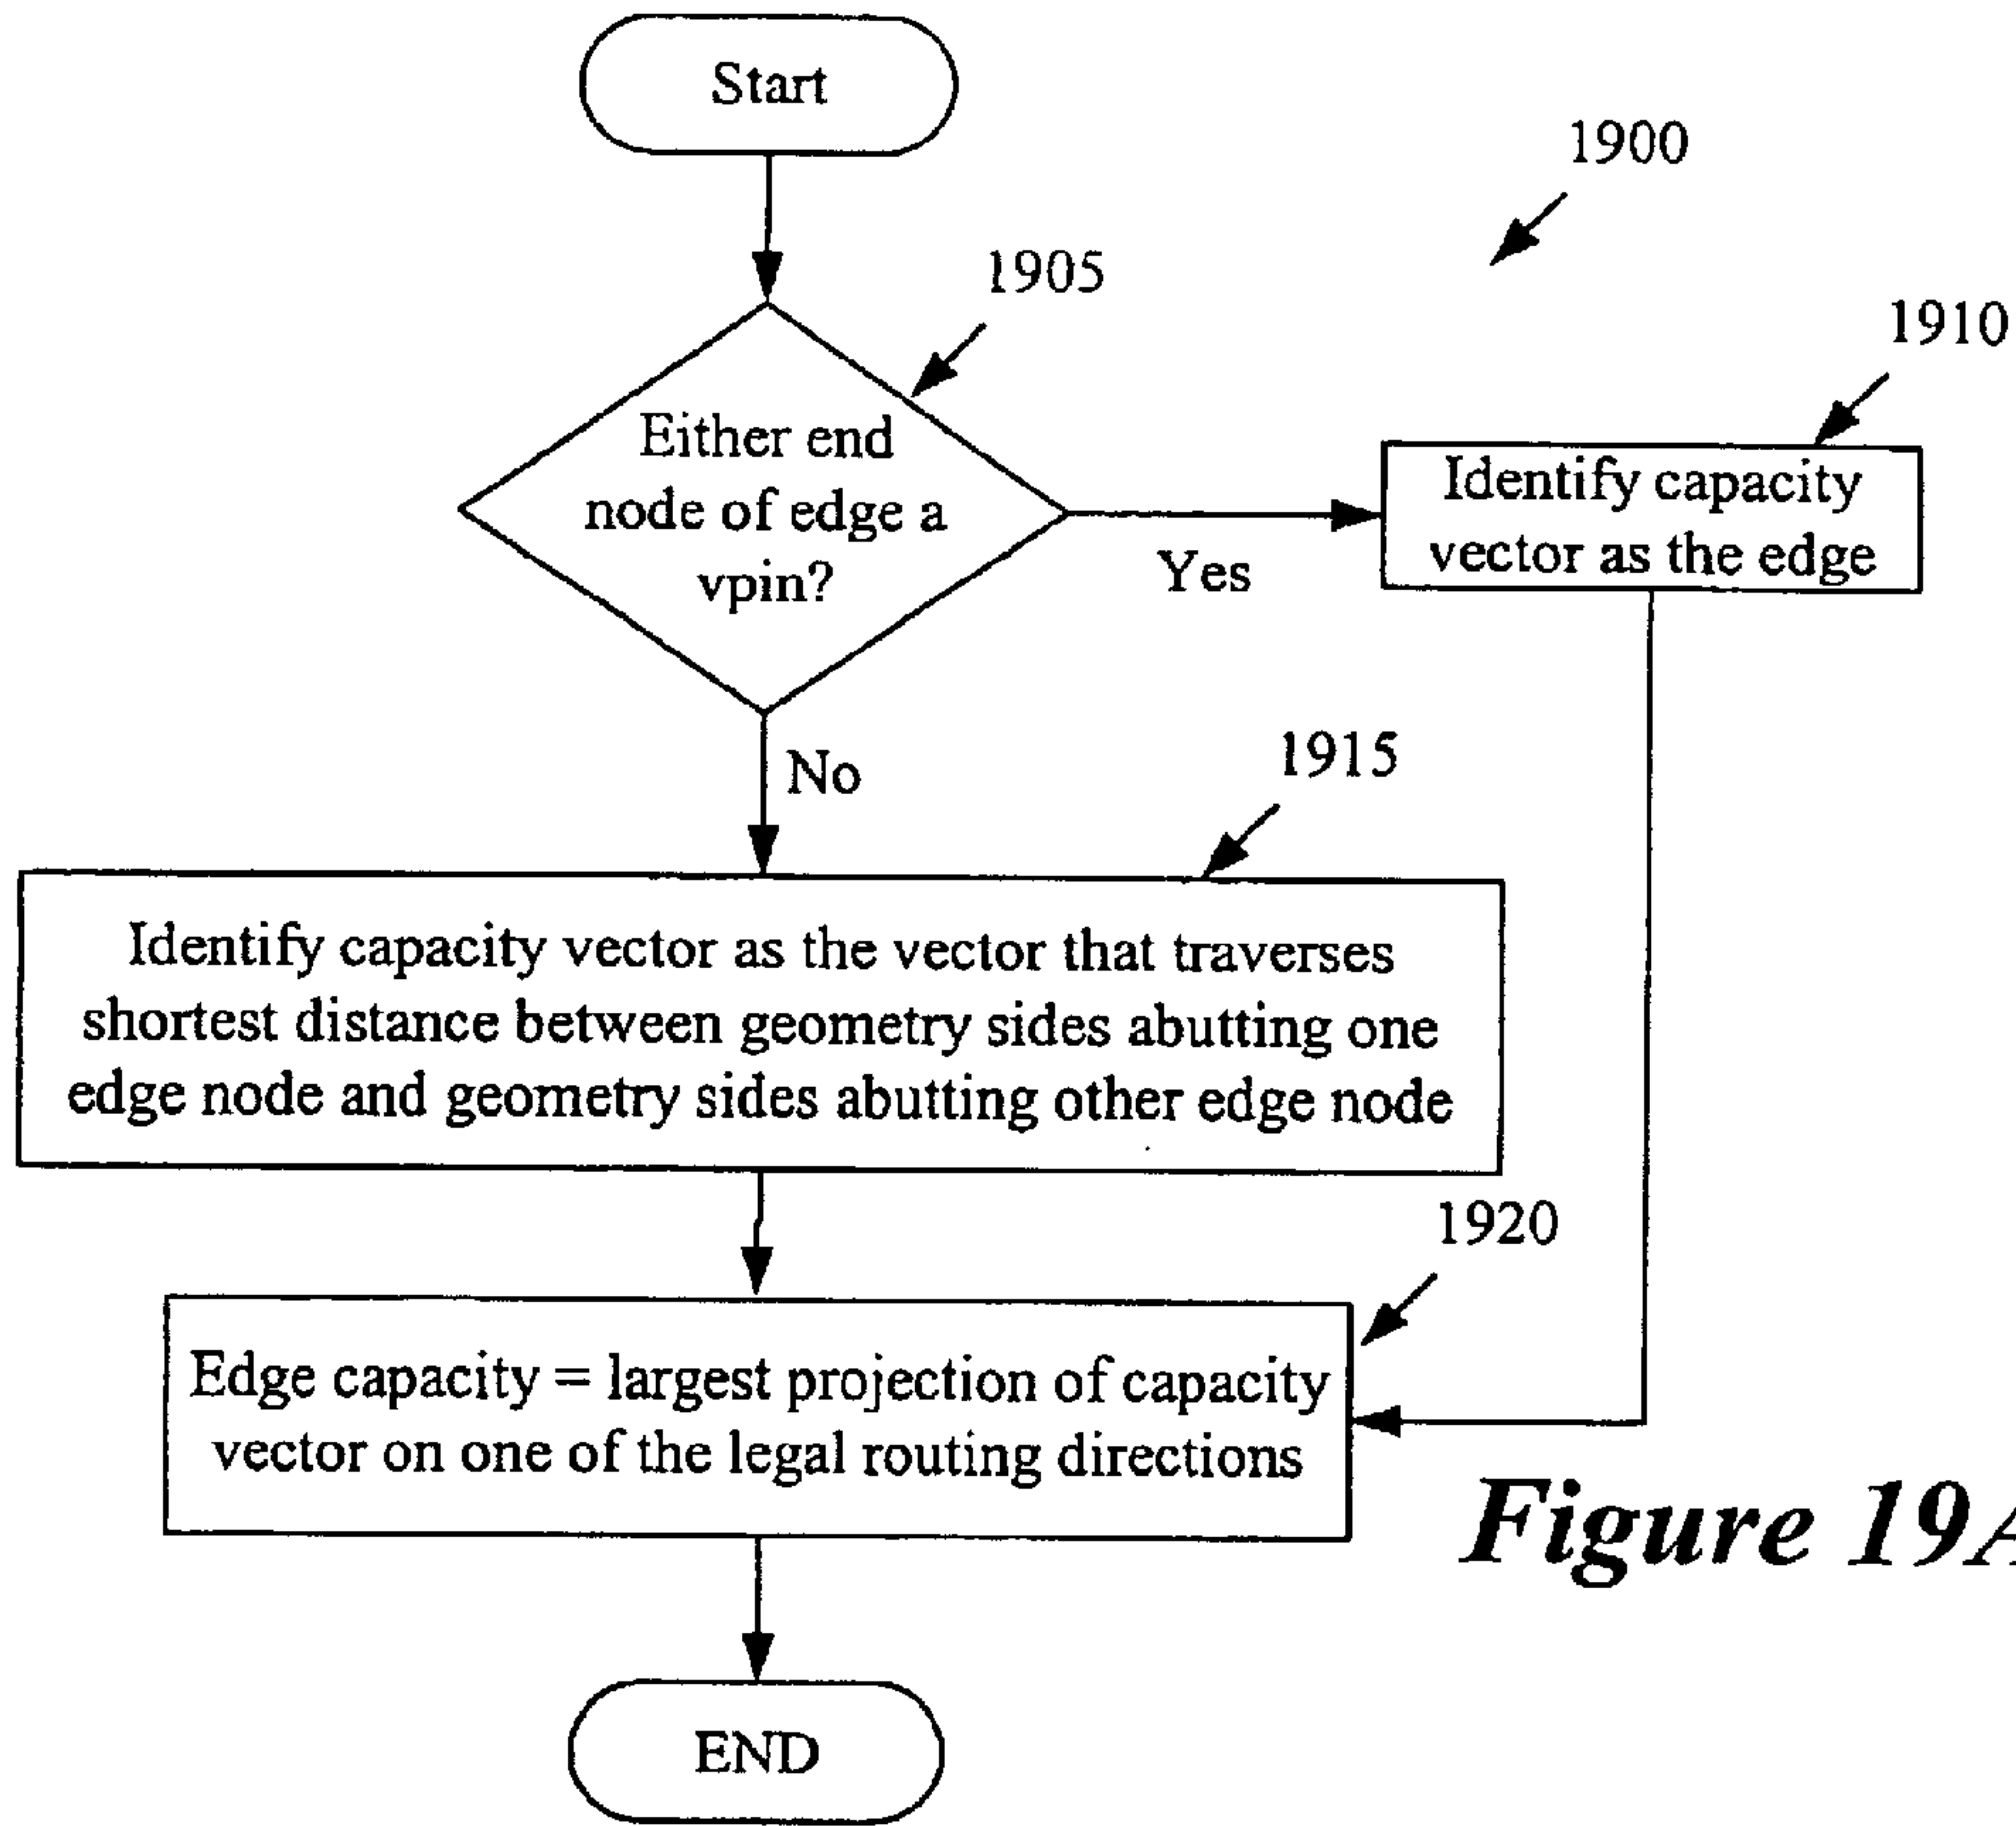 Start
1900
1905
1910
Either end
node of edge a
vpin?
Identify capacity
vector as the edge
Yes
No
1915
Identify capacity vector as the vector that traverses
shortest distance between geometry sides abutting one
edge node and geometry sides abutting other edge node
1920
Edge capacity = largest projection of capacity
vector on one of the legal routing directions
Figure 19A
END